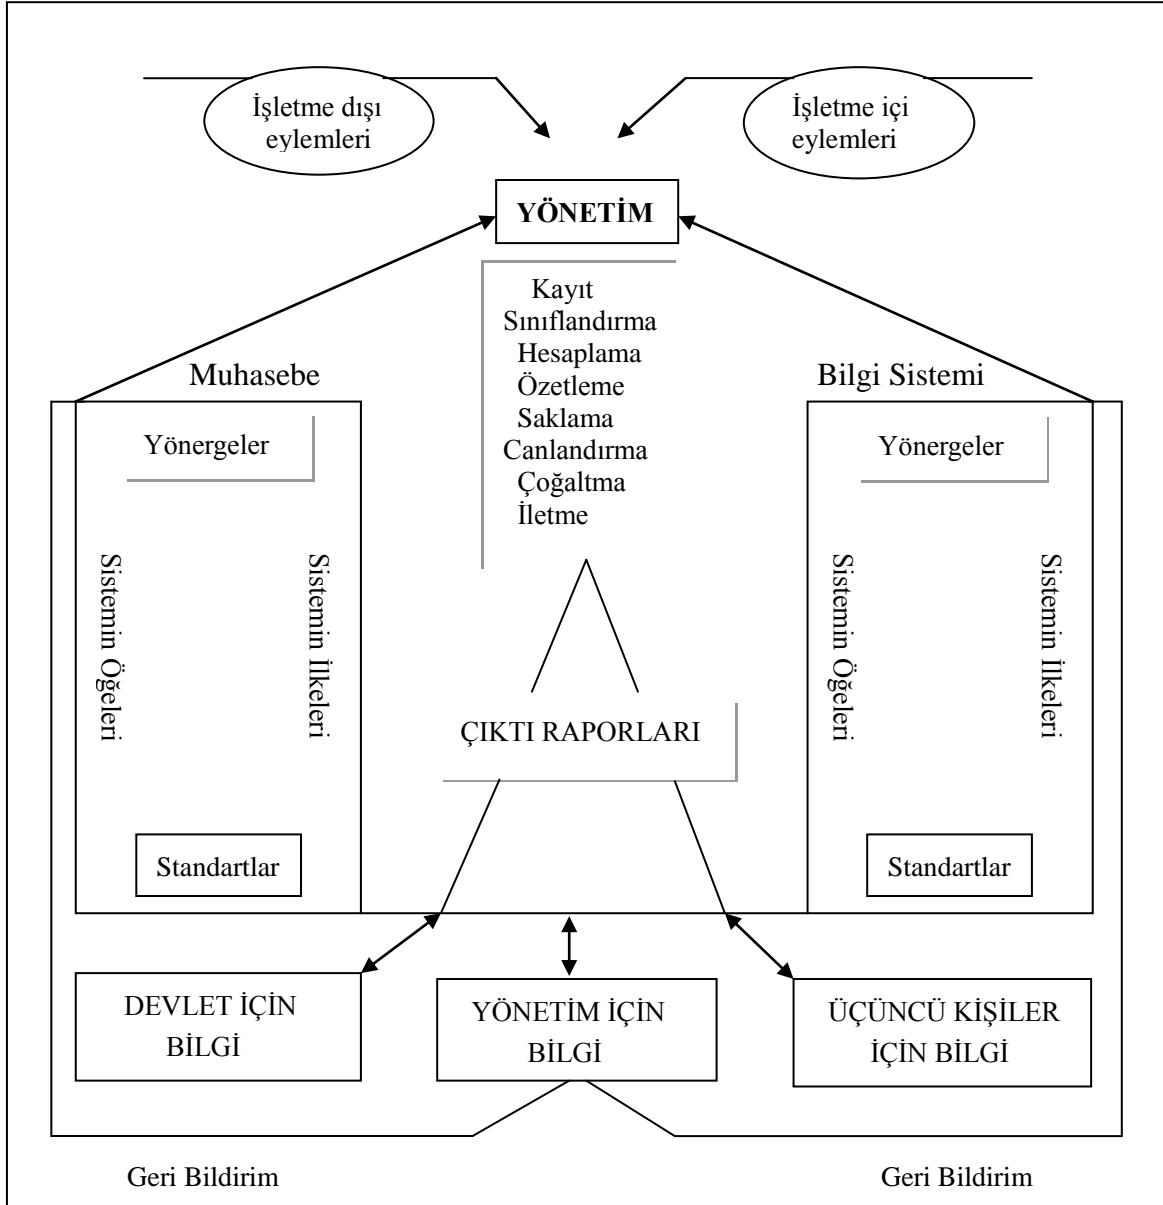 İşletme dışı
eylemleri
İşletme içi
eylemleri
YÖNETİM
Kayıt
Sınıflandırma
Hesaplama
Özetleme
Saklama
Canlandırma
Çoğaltma
İletme
Muhasebe
Bilgi Sistemi
Yönergeler
Sistemin Öğeleri
Sistemin İlkeleri
Standartlar
Yönergeler
Sistemin Öğeleri
Sistemin İlkeleri
Standartlar
ÇIKTI RAPORLARI
DEVLET İÇİN
BİLGİ
YÖNETİM İÇİN
BİLGİ
ÜÇÜNCÜ KİŞİLER
İÇİN BİLGİ
Geri Bildirim
Geri Bildirim